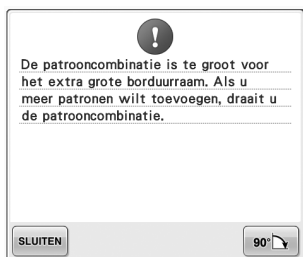 De patrooncombinatie is te groot voor
het extra grote borduurraam. Als u
meer patronen wilt toevoegen, draait u
de patrooncombinatie.
SLUITEN
90°